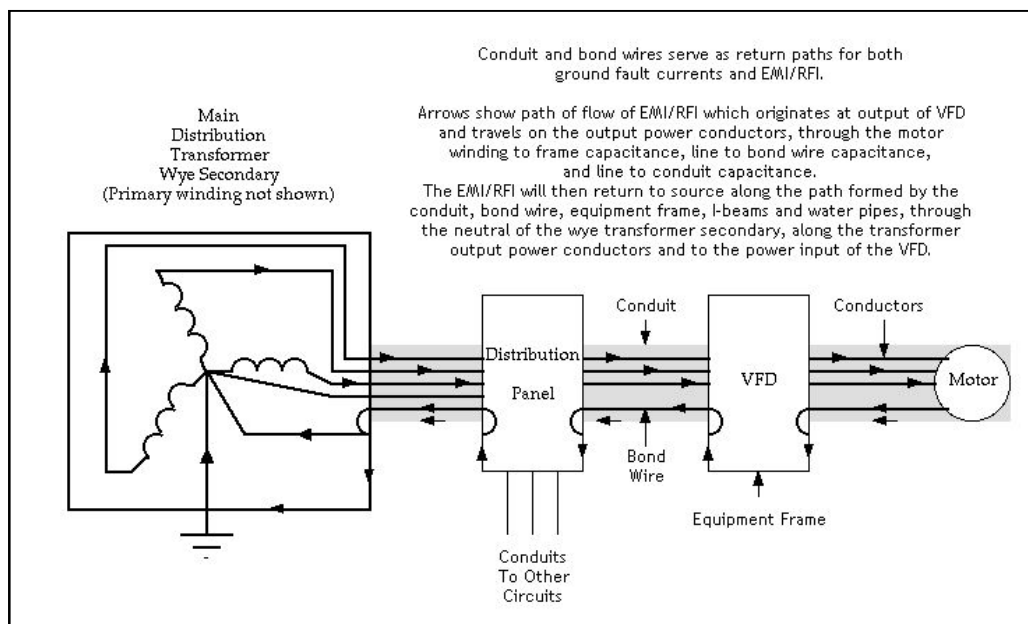 Conduit and bond wires serve as return paths for both
ground fault currents and EMI/RFI.
Arrows show path of flow of EMI/RFI which originates at output of VFD
and travels on the output power conductors, through the motor
winding to frame capacitance, line to bond wire capacitance,
and line to conduit capacitance.
The EMI/RFI will then return to source along the path formed by the
conduit, bond wire, equipment frame, I-beams and water pipes, through
the neutral of the wye transformer secondary, along the transformer
output power conductors and to the power input of the VFD.
Main
Distribution
Transformer
Wye Secondary
(Primary winding not shown)
Conduit
Conductors
Distribution
Panel
VFD
Motor
Bond
Wire
Equipment Frame
Conduits
To Other
Circuits